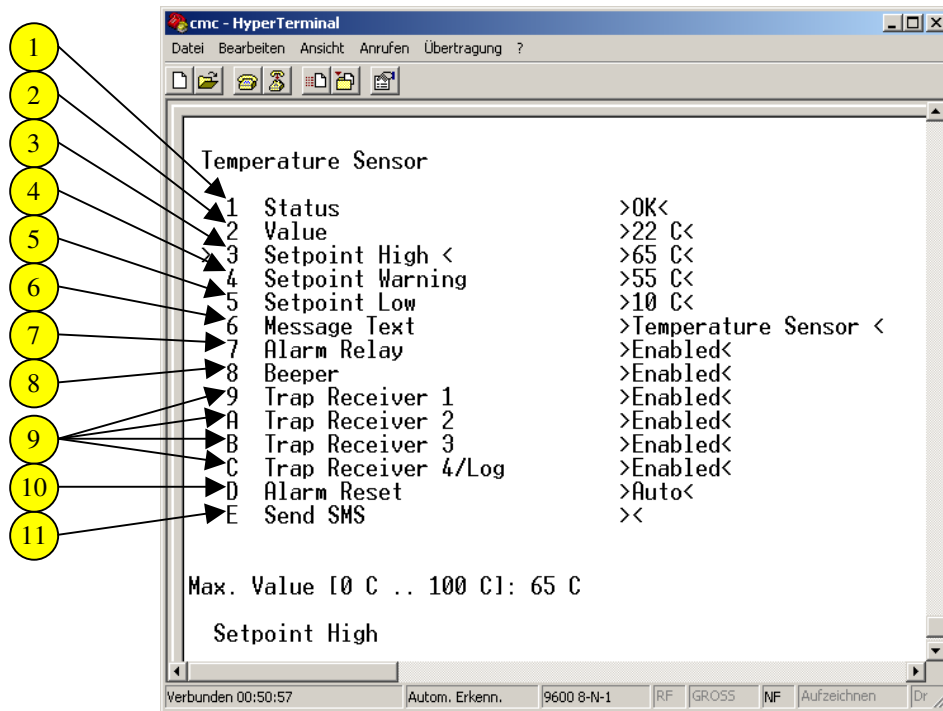 cmc - HyperTerminal
Datei Bearbeiten Ansicht Anrufen Übertragung ?
Temperature Sensor
1 Status >OK<
2 Value >22 C<
> 3 Setpoint High < >65 C<
4 Setpoint Warning >55 C<
5 Setpoint Low >10 C<
6 Message Text >Temperature Sensor <
7 Alarm Relay >Enabled<
8 Beeper >Enabled<
9 Trap Receiver 1 >Enabled<
A Trap Receiver 2 >Enabled<
B Trap Receiver 3 >Enabled<
C Trap Receiver 4/Log >Enabled<
D Alarm Reset >Auto<
E Send SMS ><
Max. Value [0 C .. 100 C]: 65 C
Setpoint High
Verbunden 00:50:57 Autom. Erkenn. 9600 8-N-1 RF GROSS NF Aufzeichnen Dr
1
2
3
4
5
6
7
8
9
10
11